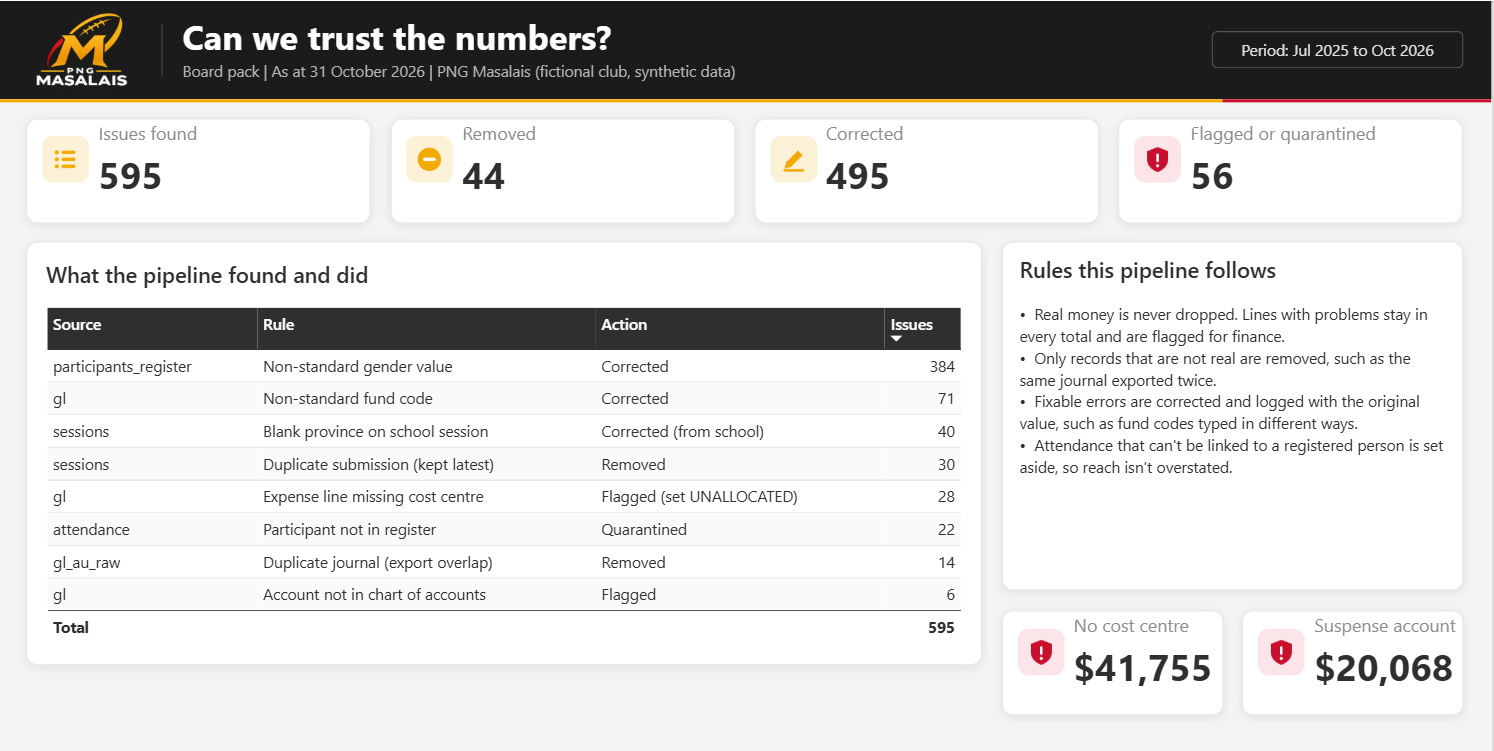 PNG
MASALAIS
Can we trust the numbers?
Board pack | As at 31 October 2026 | PNG Masalais (fictional club, synthetic data)
Period: Jul 2025 to Oct 2026
Issues found
595
Removed
44
Corrected
495
Flagged or quarantined
56
What the pipeline found and did
Source Rule Action Issues
participants_register Non-standard gender value Corrected 384
gl Non-standard fund code Corrected 71
sessions Blank province on school session Corrected (from school) 40
sessions Duplicate submission (kept latest) Removed 30
gl Expense line missing cost centre Flagged (set UNALLOCATED) 28
attendance Participant not in register Quarantined 22
gl_au_raw Duplicate journal (export overlap) Removed 14
gl Account not in chart of accounts Flagged 6
Total 595
Rules this pipeline follows
• Real money is never dropped. Lines with problems stay in
every total and are flagged for finance.
• Only records that are not real are removed, such as the
same journal exported twice.
• Fixable errors are corrected and logged with the original
value, such as fund codes typed in different ways.
• Attendance that can't be linked to a registered person is set
aside, so reach isn't overstated.
No cost centre
$41,755
Suspense account
$20,068